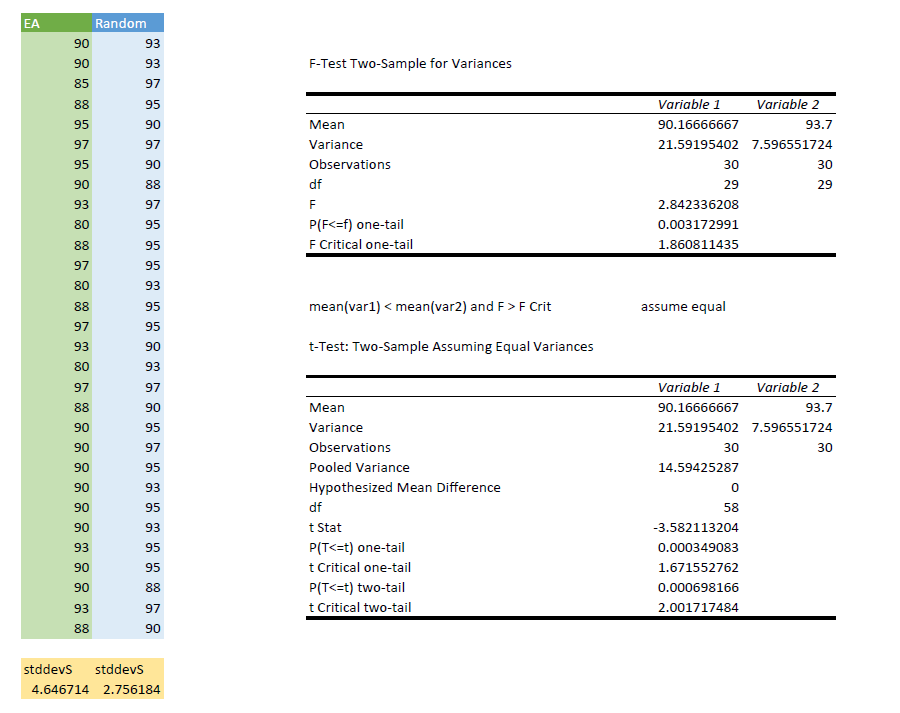 EA Random
90 93
90 93 F-Test Two-Sample for Variances
85 97
88 95 Variable 1 Variable 2
95 90 Mean 90.16666667 93.7
97 97 Variance 21.59195402 7.596551724
95 90 Observations 30 30
90 88 df 29 29
93 97 F 2.842336208
80 95 P(F<=f) one-tail 0.003172991
88 95 F Critical one-tail 1.860811435
97 95
80 93
88 95 mean(var1) < mean(var2) and F > F Crit assume equal
97 95
93 90 t-Test: Two-Sample Assuming Equal Variances
80 93
97 97 Variable 1 Variable 2
88 90 Mean 90.16666667 93.7
90 95 Variance 21.59195402 7.596551724
90 97 Observations 30 30
90 95 Pooled Variance 14.59425287
90 93 Hypothesized Mean Difference 0
90 95 df 58
90 93 t Stat -3.582113204
93 95 P(T<=t) one-tail 0.000349083
90 95 t Critical one-tail 1.671552762
90 88 P(T<=t) two-tail 0.000698166
93 97 t Critical two-tail 2.001717484
88 90
stddevS stddevS
4.646714 2.756184